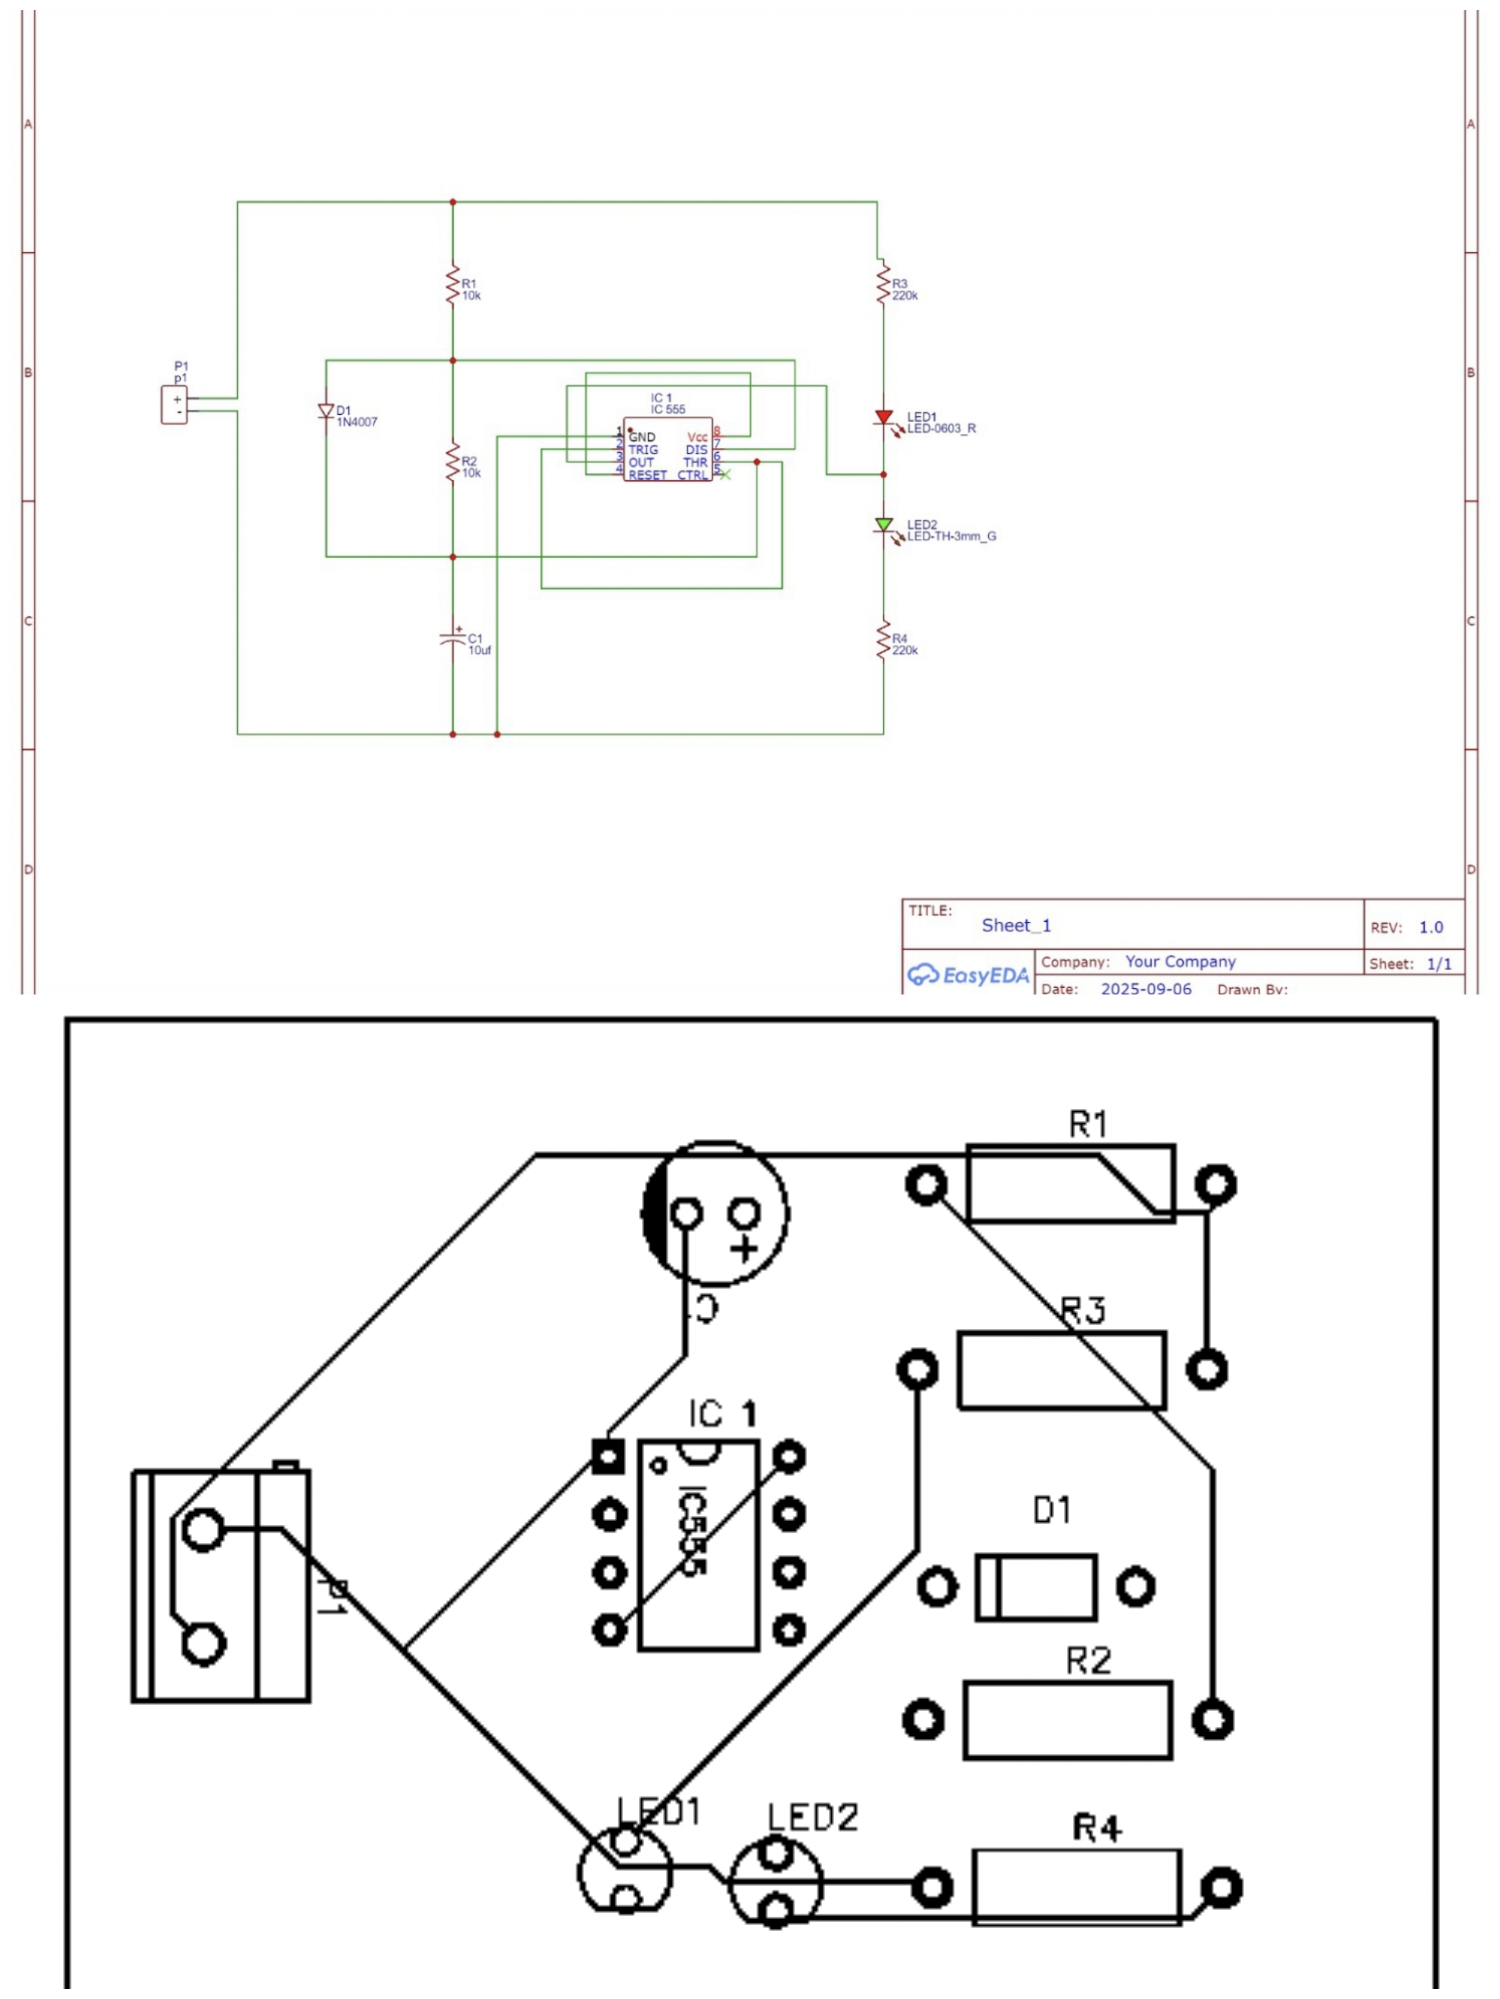 A
A
R1
10k
R3
220k
P1
p1
+
-
B
B
D1
1N4007
IC 1
IC 555
LED1
LED-0603_R
1 GND
Vcc 8
2 TRIG
DIS 7
3 OUT
THR 6
4 RESET
CTRL 5
R2
10k
LED2
LED-TH-3mm_G
C
C
+
C1
10uf
R4
220k
D
D
TITLE:
Sheet_1
REV: 1.0
EasyEDA
Company: Your Company
Sheet: 1/1
Date: 2025-09-06
Drawn By:
R1
+
R3
IC 1
IC555
D1
P1
R2
LED1
LED2
R4